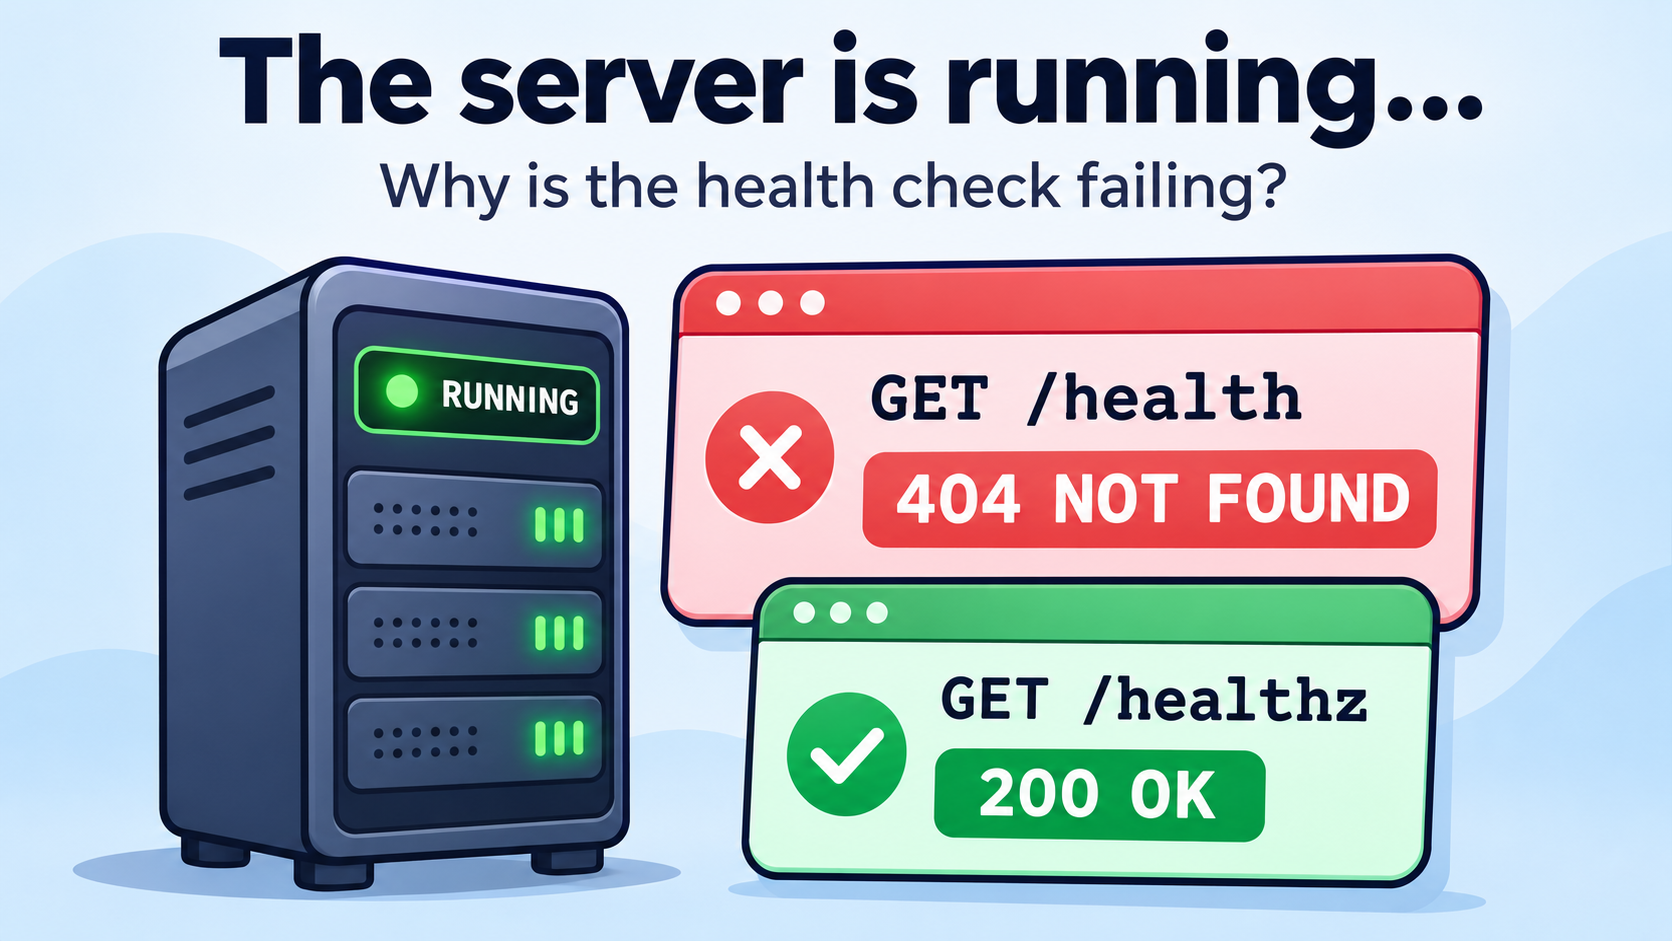 The server is running...
Why is the health check failing?
RUNNING
GET /health
404 NOT FOUND
GET /healthz
200 OK